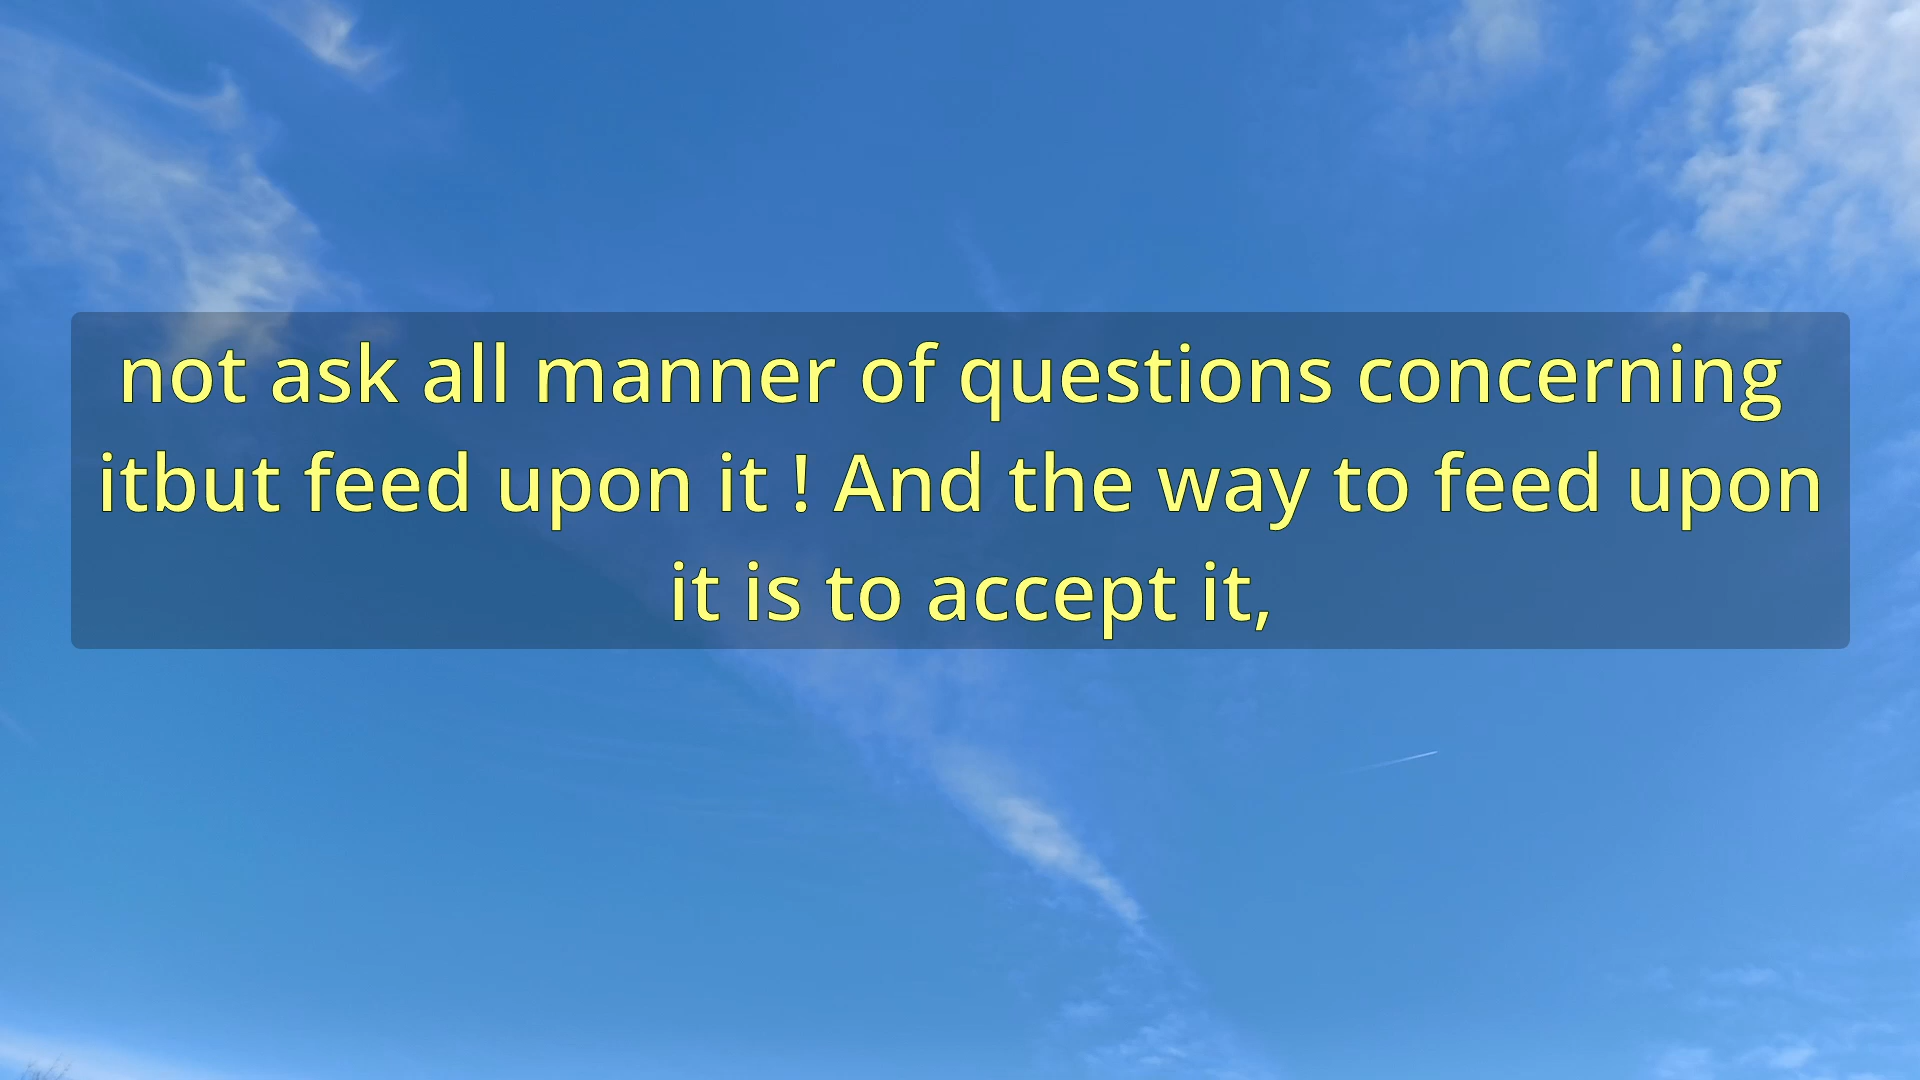 not ask all manner of questions concerning
itbut feed upon it ! And the way to feed upon
it is to accept it,